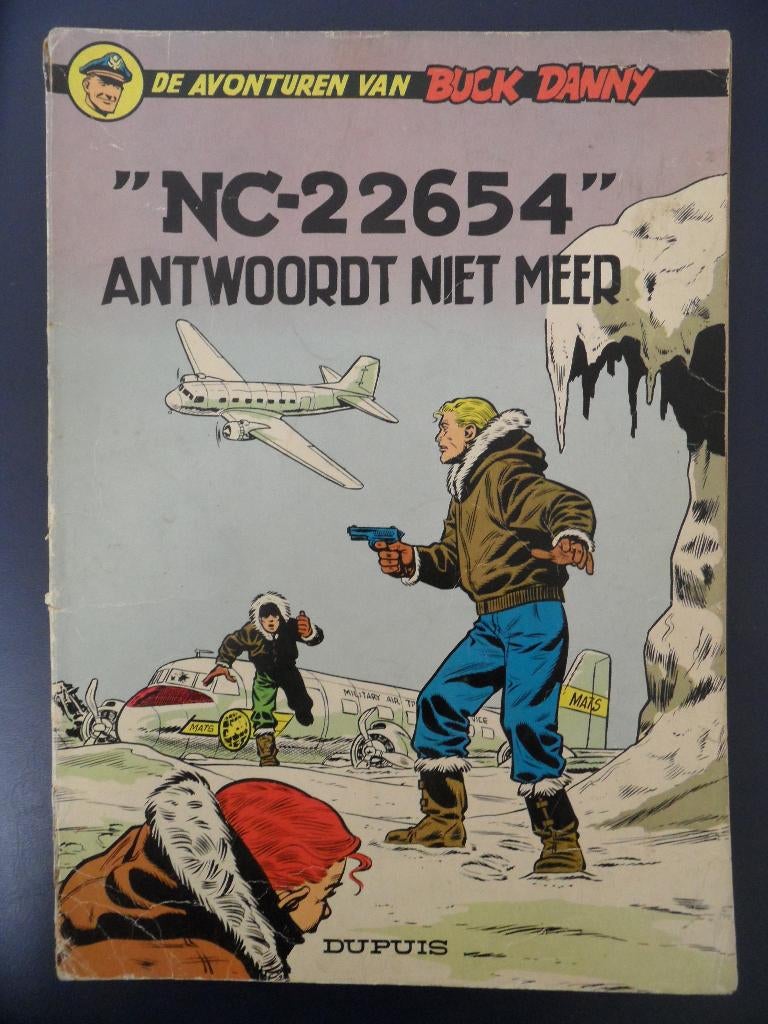 DE AVONTUREN VAN BUCK DANNY
"NC-22654"
ANTWOORDT NIET MEER
MILITARY AIR
MATS
MATS
DUPUIS